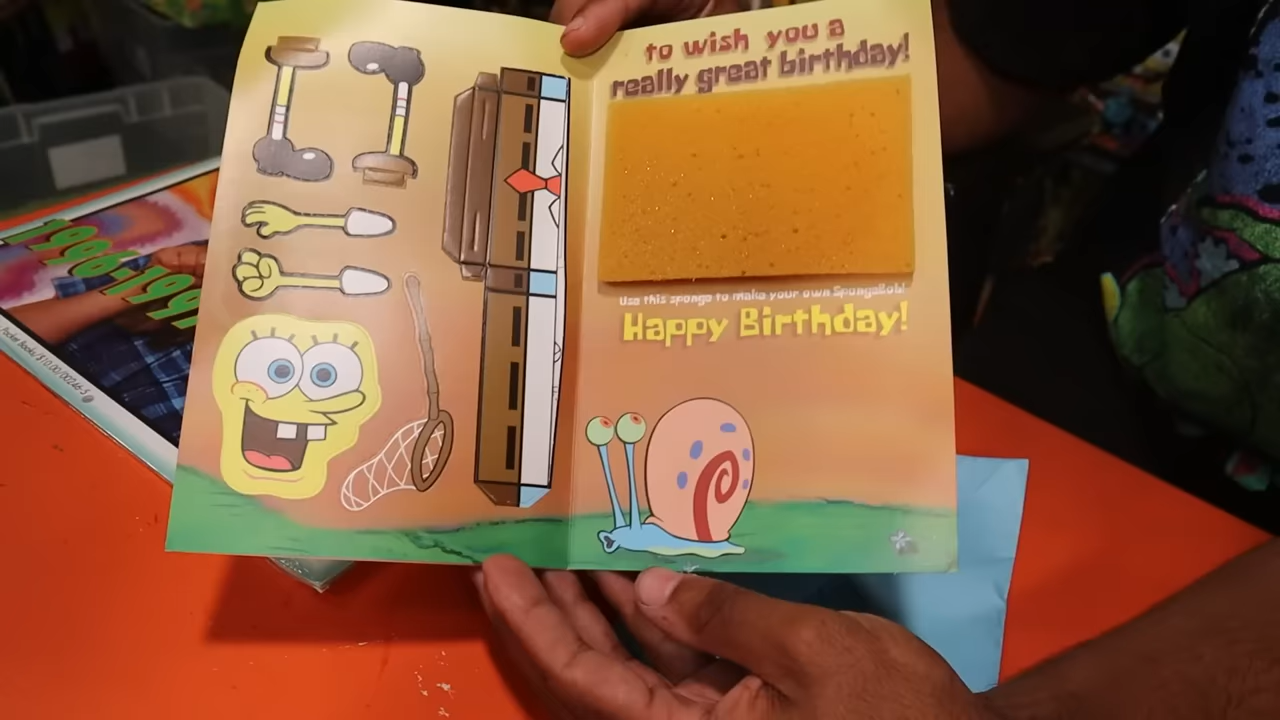 to wish you a
really great birthday!
Use this sponge to make your own SpongeBob!
Happy Birthday!
1996-1997